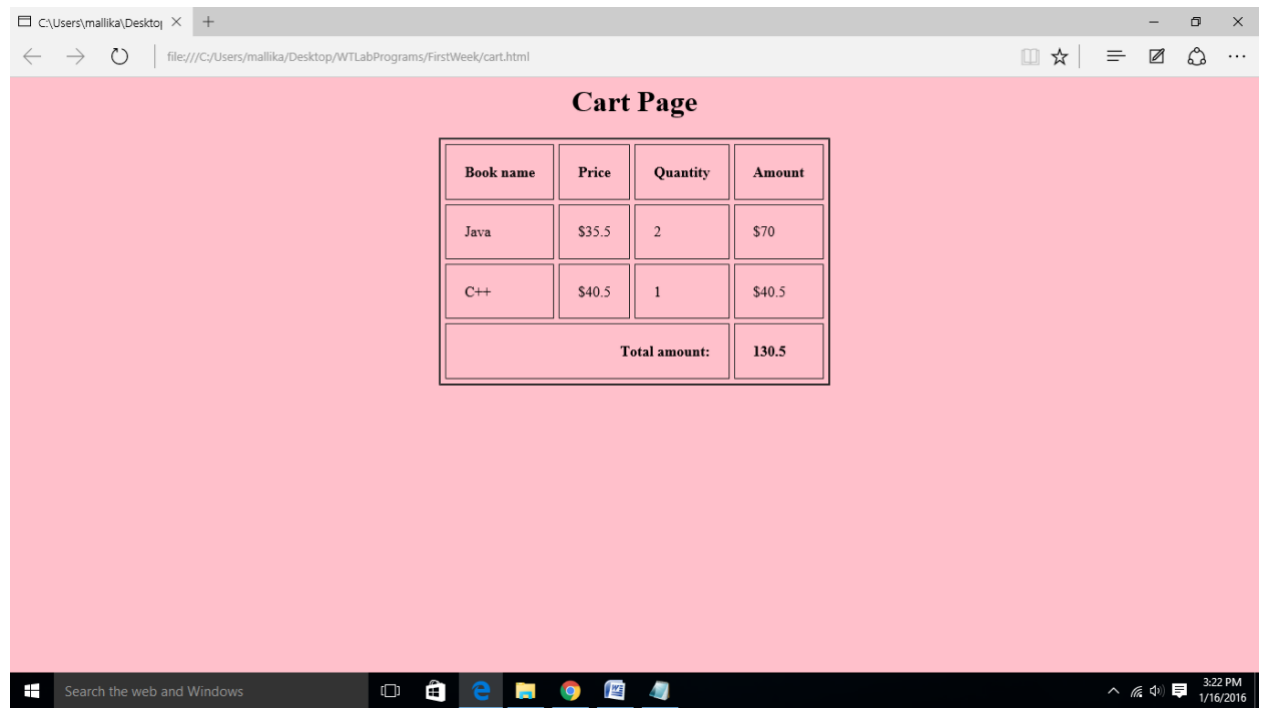 C:\Users\mallika\Desktop
file:///C:/Users/mallika/Desktop/WTLabPrograms/FirstWeek/cart.html
Cart Page
Book name Price Quantity Amount
Java $35.5 2 $70
C++ $40.5 1 $40.5
Total amount: 130.5
Search the web and Windows
3:22 PM
1/16/2016